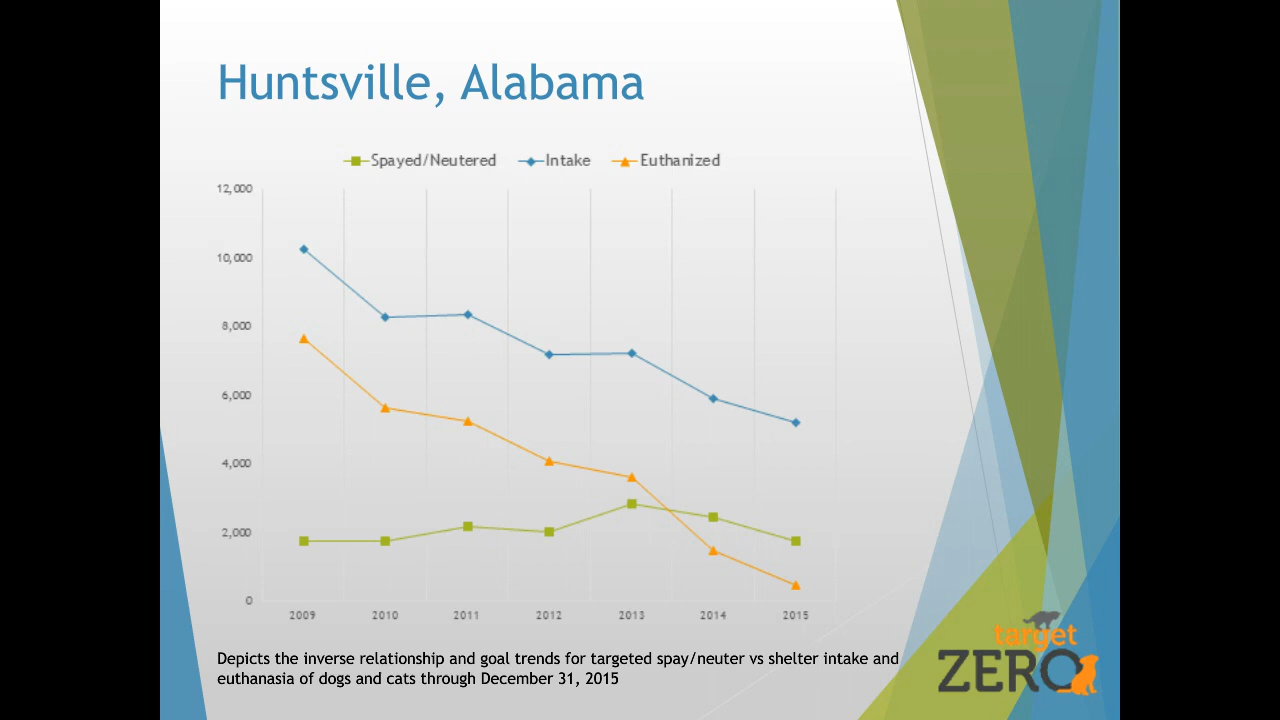 Huntsville, Alabama
Spayed/Neutered Intake Euthanized
12,000
10,000
8,000
6,000
4,000
2,000
0
2009 2010 2011 2012 2013 2014 2015
Depicts the inverse relationship and goal trends for targeted spay/neuter vs shelter intake and
euthanasia of dogs and cats through December 31, 2015
target
ZERO